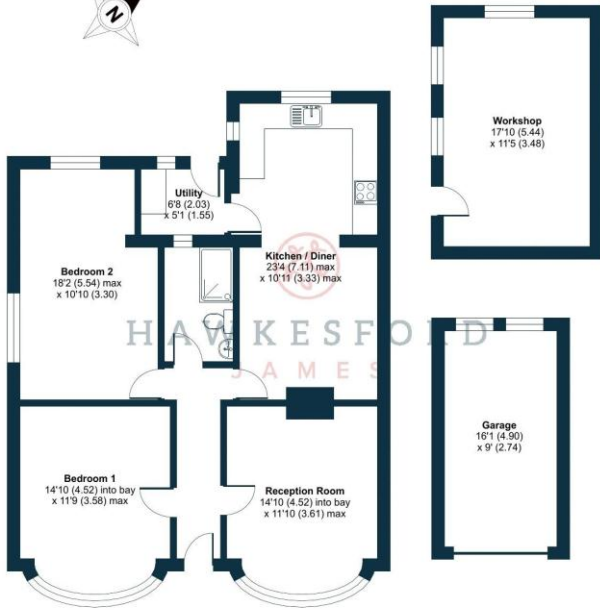 N
Workshop
17'10 (5.44)
x 11'5 (3.48)
Utility
6'8 (2.03)
x 5'1 (1.55)
Kitchen / Diner
23'4 (7.11) max
x 10'11 (3.33) max
Bedroom 2
18'2 (5.54) max
x 10'10 (3.30)
HAWKESFORD
JAMES
Garage
16'1 (4.90)
x 9' (2.74)
Bedroom 1
14'10 (4.52) into bay
x 11'9 (3.58) max
Reception Room
14'10 (4.52) into bay
x 11'10 (3.61) max